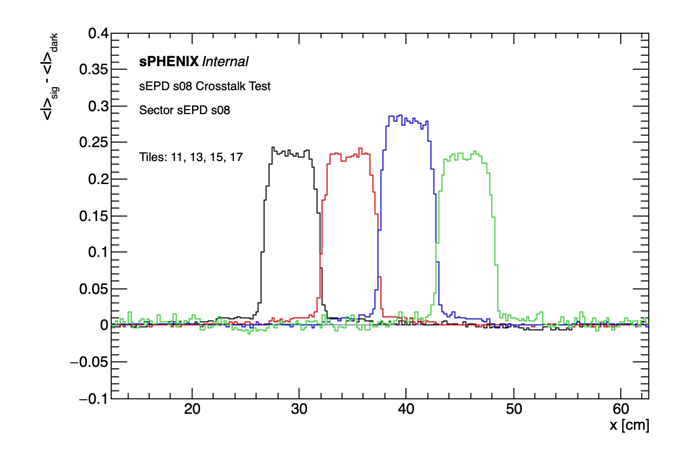 0.4
<I>sig - <I>dark
sPHENIX Internal
0.35
sEPD s08 Crosstalk Test
0.3
Sector sEPD s08
0.25
Tiles: 11, 13, 15, 17
0.2
0.15
0.1
0.05
0
−0.05
−0.1
20 30 40 50 60
x [cm]